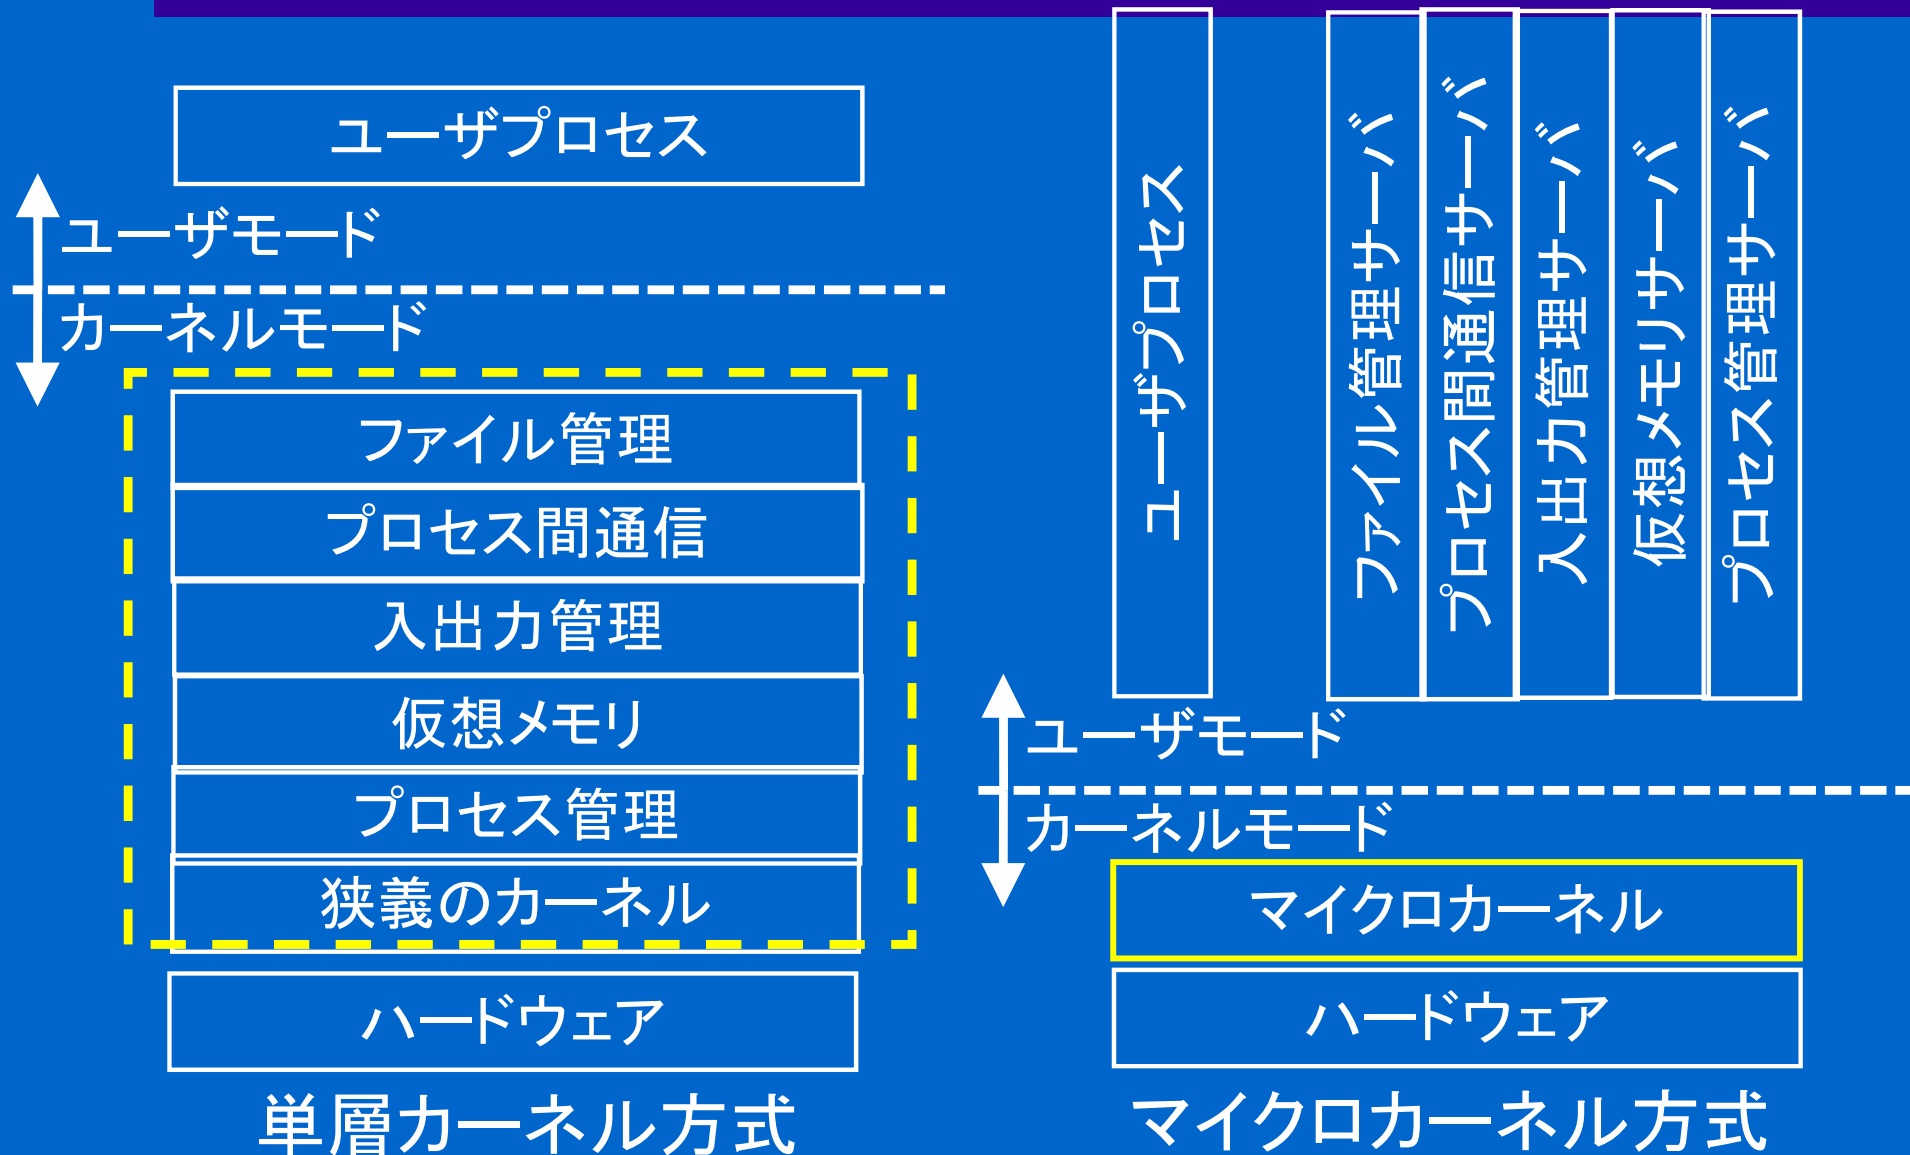 ユーザプロセス
ユーザモード
カーネルモード
ファイル管理
プロセス間通信
入出力管理
仮想メモリ
プロセス管理
狭義のカーネル
ハードウェア
単層カーネル方式
ユーザプロセス
ファイル管理サーバ
プロセス間通信サーバ
入出力管理サーバ
仮想メモリサーバ
プロセス管理サーバ
ユーザモード
カーネルモード
マイクロカーネル
ハードウェア
マイクロカーネル方式